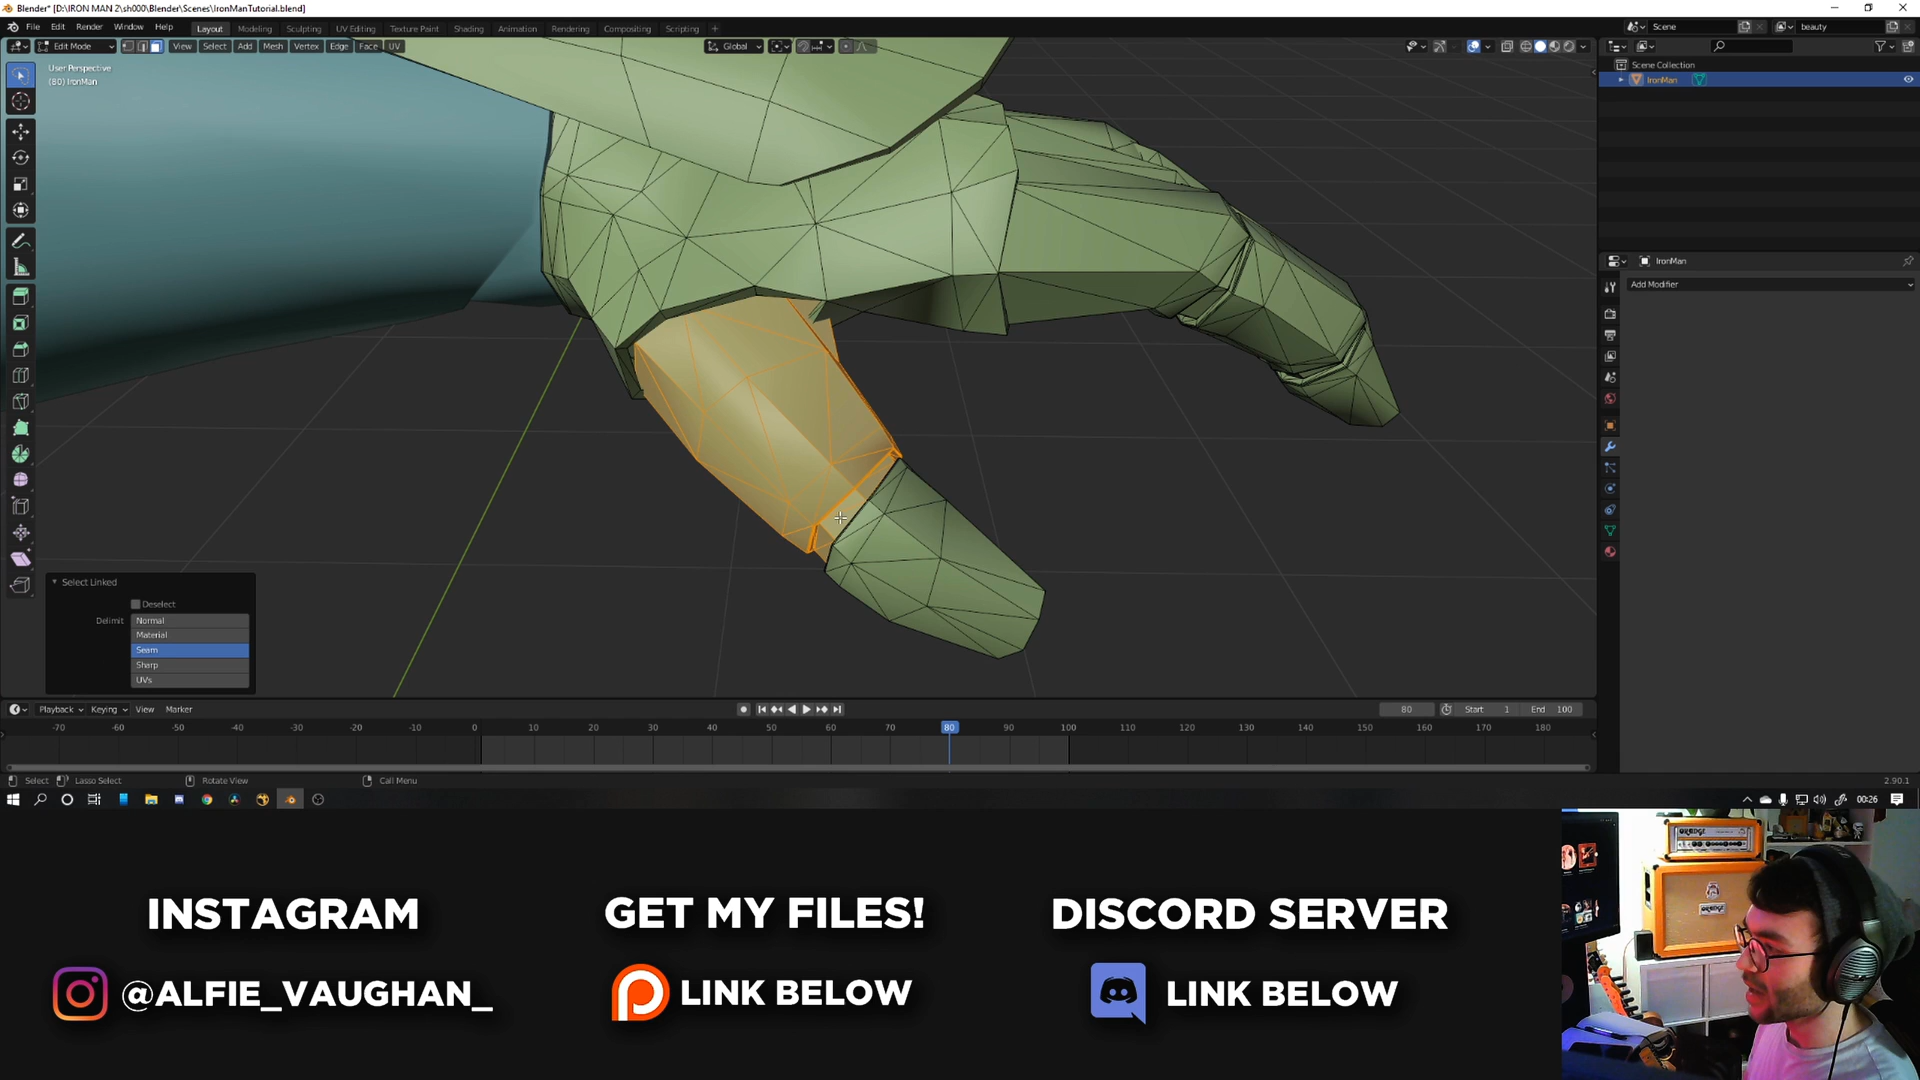 Blender* [D:\IRON MAN 2\sh000\Blender\Scenes\IronManTutorial.blend]
File Edit Render Window Help Layout Modeling Sculpting UV Editing Texture Paint Shading Animation Rendering Compositing Scripting + Scene beauty
Edit Mode View Select Add Mesh Vertex Edge Face UV Global
User Perspective
(80) IronMan
Scene Collection
IronMan
IronMan
Add Modifier
Select Linked
Deselect
Delimit Normal
Material
Seam
Sharp
UVs
Playback Keying View Marker 80 Start 1 End 100
-70 -60 -50 -40 -30 -20 -10 0 10 20 30 40 50 60 70 80 90 100 110 120 130 140 150 160 170 180
Select Lasso Select Rotate View Call Menu 2.90.1
00:26
INSTAGRAM GET MY FILES! DISCORD SERVER
@ALFIE_VAUGHAN_ LINK BELOW LINK BELOW
ORANGE
ORANGE